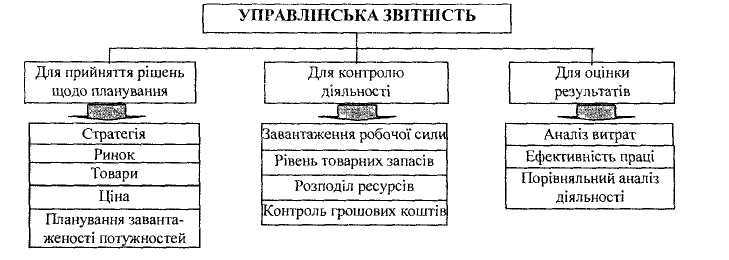 УПРАВЛІНСЬКА ЗВІТНІСТЬ
Для прийняття рішень
щодо планування
Стратегія
Ринок
Товари
Ціна
Планування заванта-
женості потужностей
Для контролю
діяльності
Завантаження робочої сили
Рівень товарних запасів
Розподіл ресурсів
Контроль грошових коштів
Для оцінки
результатів
Аналіз витрат
Ефективність праці
Порівняльний аналіз
діяльності